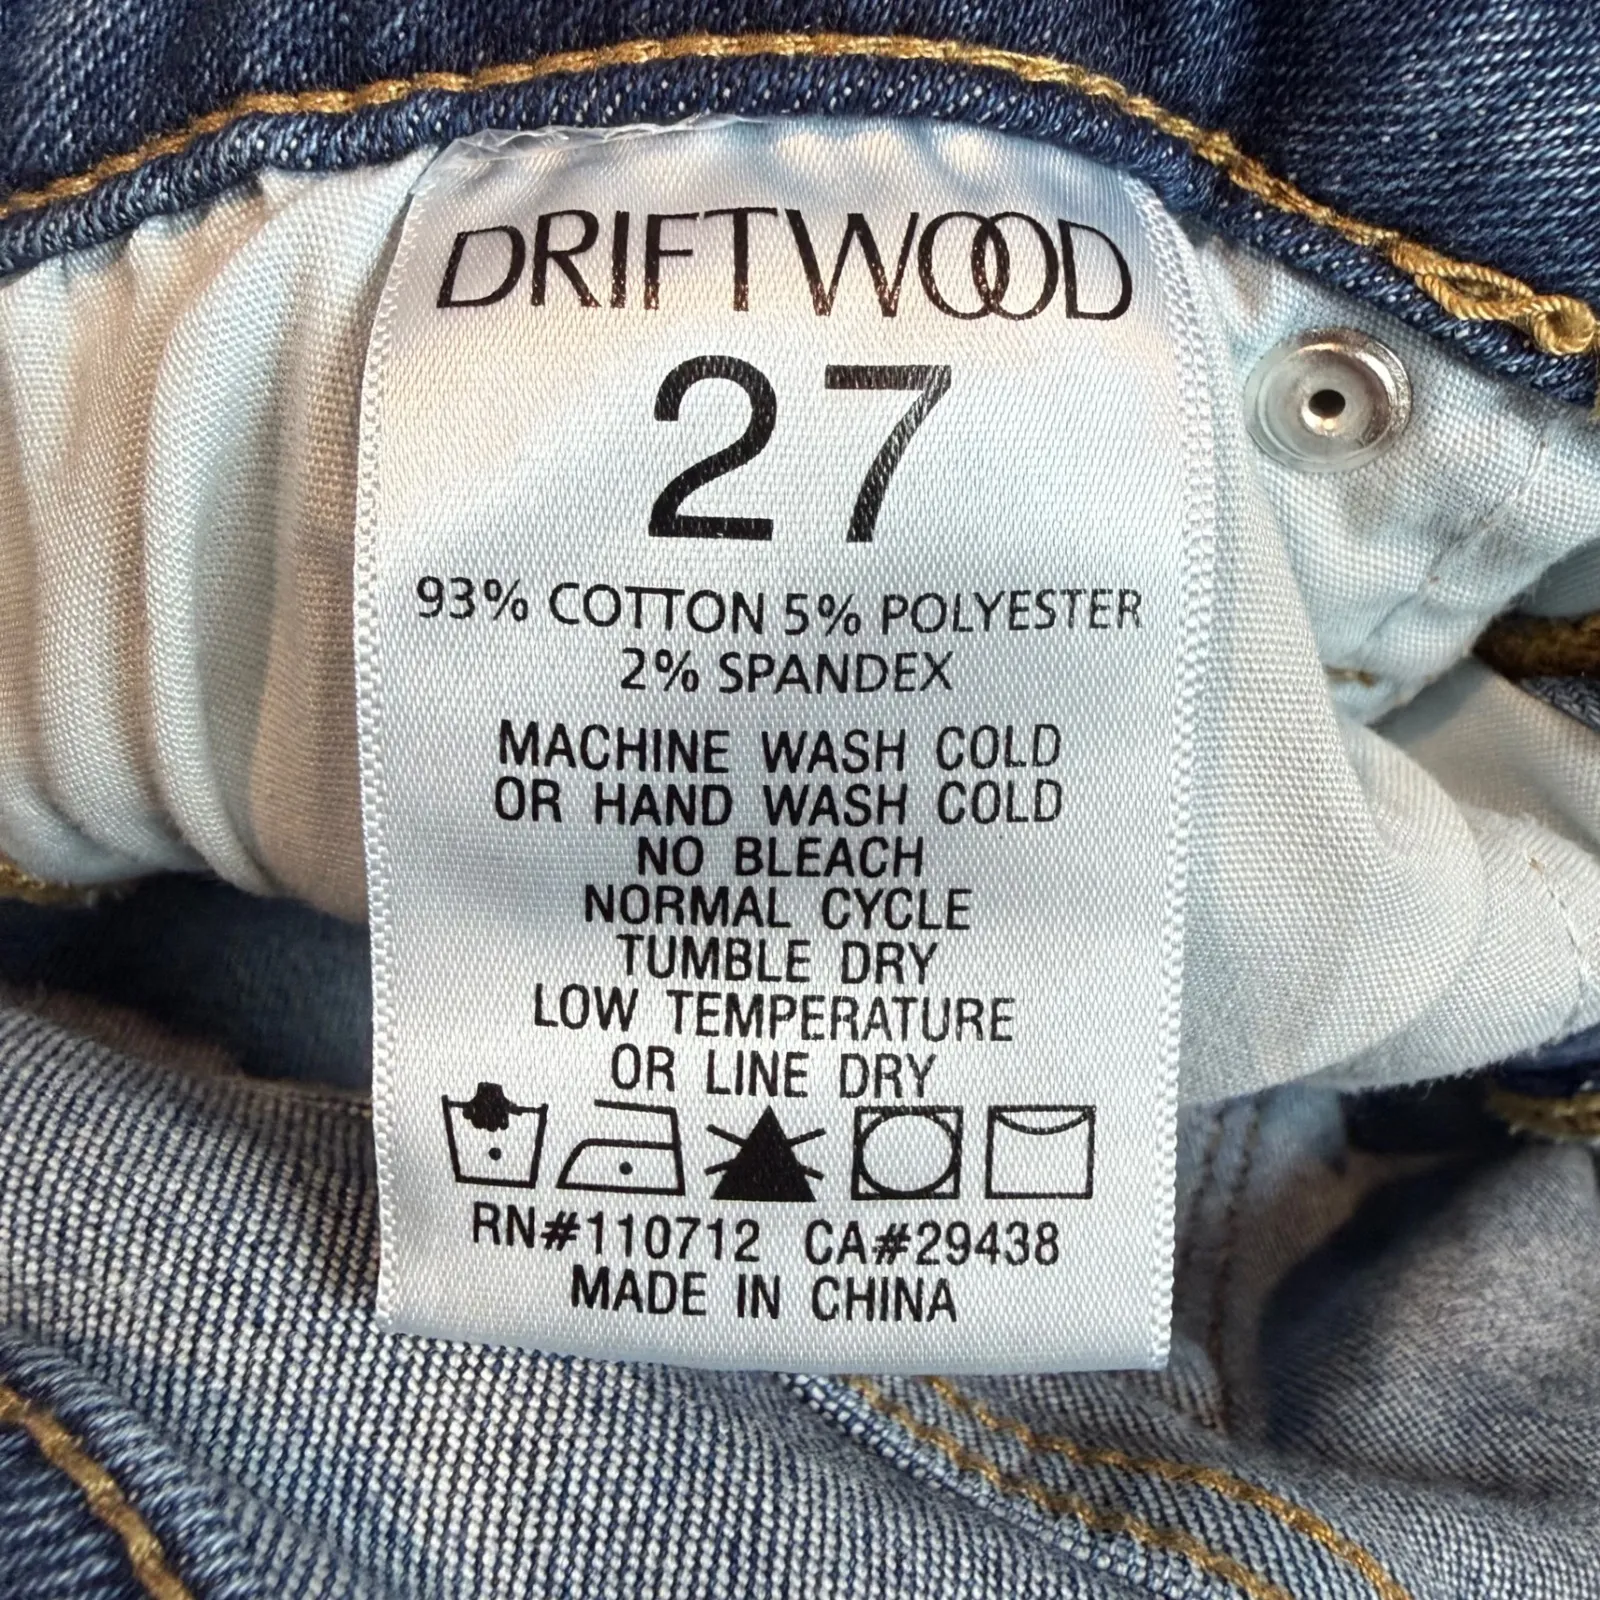 DRIFTWOOD
27
93% COTTON 5% POLYESTER
2% SPANDEX
MACHINE WASH COLD
OR HAND WASH COLD
NO BLEACH
NORMAL CYCLE
TUMBLE DRY
LOW TEMPERATURE
OR LINE DRY
RN#110712 CA#29438
MADE IN CHINA